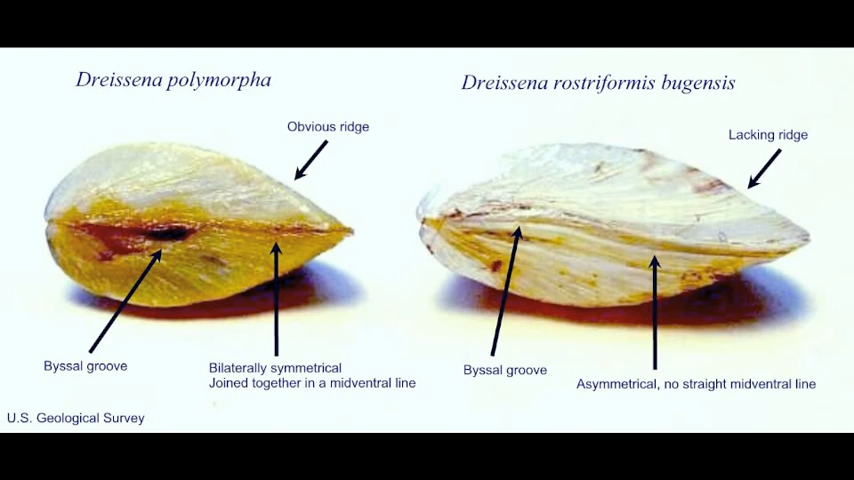 Dreissena polymorpha
Dreissena rostriformis bugensis
Obvious ridge
Lacking ridge
Byssal groove
Bilaterally symmetrical
Joined together in a midventral line
Byssal groove
Asymmetrical, no straight midventral line
U.S. Geological Survey